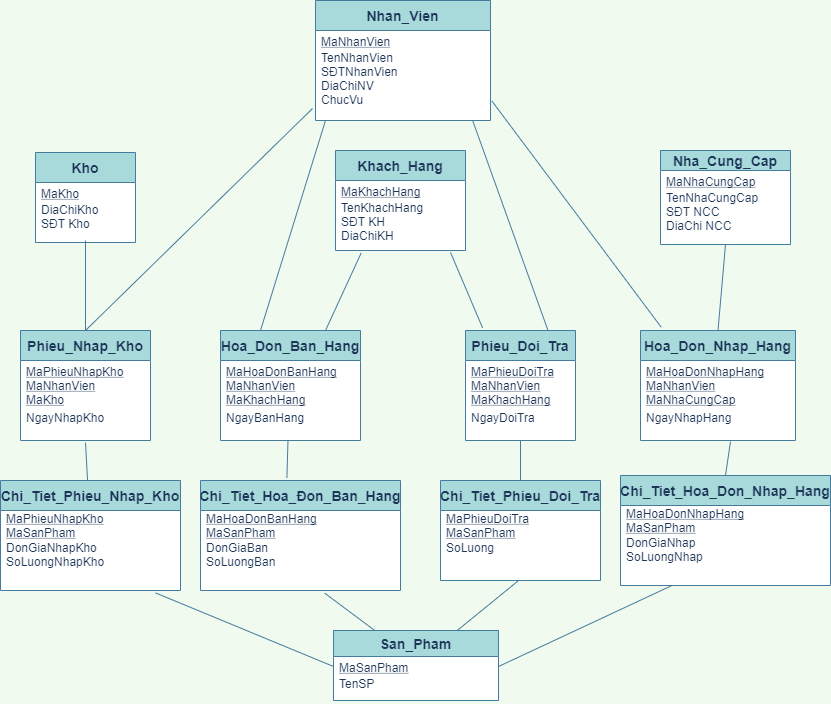 Nhan_Vien
MaNhanVien
TenNhanVien
SĐTNhanVien
DiaChiNV
ChucVu
Kho
MaKho
DiaChiKho
SĐT Kho
Khach_Hang
MaKhachHang
TenKhachHang
SĐT KH
DiaChiKH
Nha_Cung_Cap
MaNhaCungCap
TenNhaCungCap
SĐT NCC
DiaChi NCC
Phieu_Nhap_Kho
MaPhieuNhapKho
MaNhanVien
MaKho
NgayNhapKho
Hoa_Don_Ban_Hang
MaHoaDonBanHang
MaNhanVien
MaKhachHang
NgayBanHang
Phieu_Doi_Tra
MaPhieuDoiTra
MaNhanVien
MaKhachHang
NgayDoiTra
Hoa_Don_Nhap_Hang
MaHoaDonNhapHang
MaNhanVien
MaNhaCungCap
NgayNhapHang
Chi_Tiet_Phieu_Nhap_Kho
MaPhieuNhapKho
MaSanPham
DonGiaNhapKho
SoLuongNhapKho
Chi_Tiet_Hoa_Đon_Ban_Hang
MaHoaDonBanHang
MaSanPham
DonGiaBan
SoLuongBan
Chi_Tiet_Phieu_Doi_Tra
MaPhieuDoiTra
MaSanPham
SoLuong
Chi_Tiet_Hoa_Don_Nhap_Hang
MaHoaDonNhapHang
MaSanPham
DonGiaNhap
SoLuongNhap
San_Pham
MaSanPham
TenSP